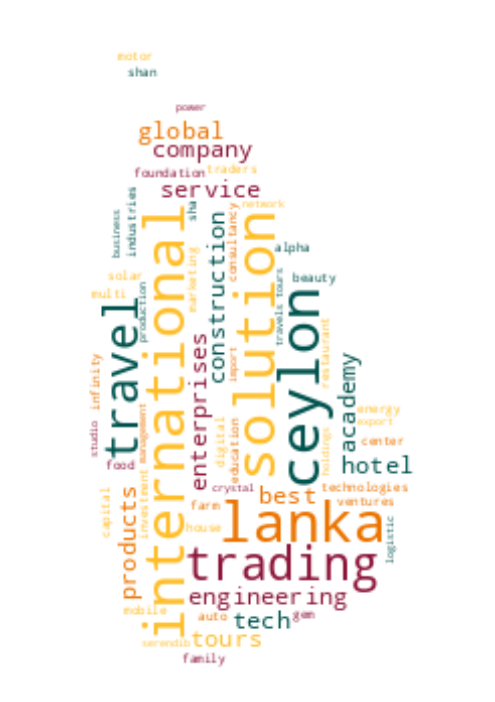 motor
shan
power
global
company
foundation
traders
service
network
business
industries
sha
international
solution
construction
consultancy
marketing
alpha
solar
multi
production
travel
travels
tours
beauty
ceylon
enterprises
import
restaurant
infinity
academy
studio
management
energy
export
center
digital
education
holdings
food
hotel
investment
capital
products
crystal
technologies
best
ventures
farm
house
lanka
logistic
trading
engineering
mobile
auto
tech
gem
serendib
tours
family